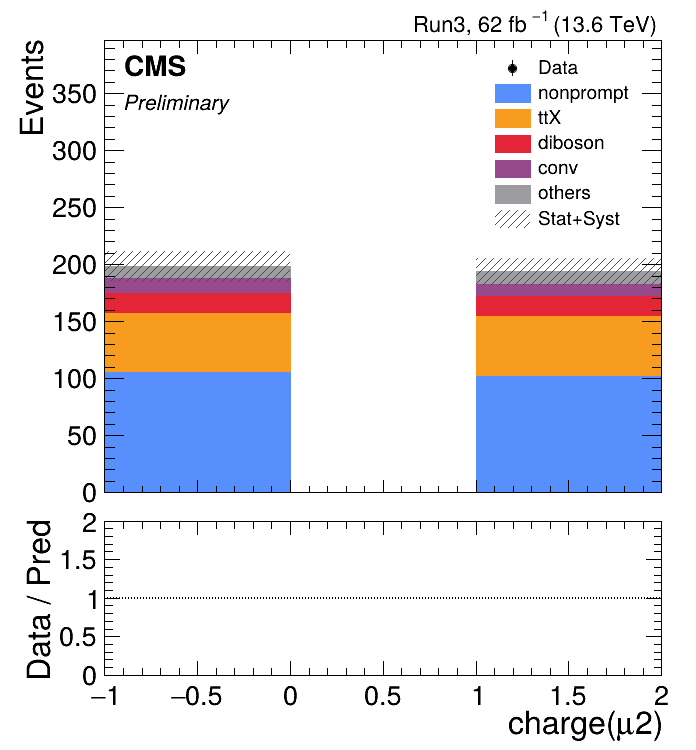 Run3, 62 fb⁻¹ (13.6 TeV)
CMS
Preliminary
Events
350
300
250
200
150
100
50
0
Data
nonprompt
ttX
diboson
conv
others
Stat+Syst
Data / Pred
2
1.5
1
0.5
0
−1 −0.5 0 0.5 1 1.5 2
charge(μ2)